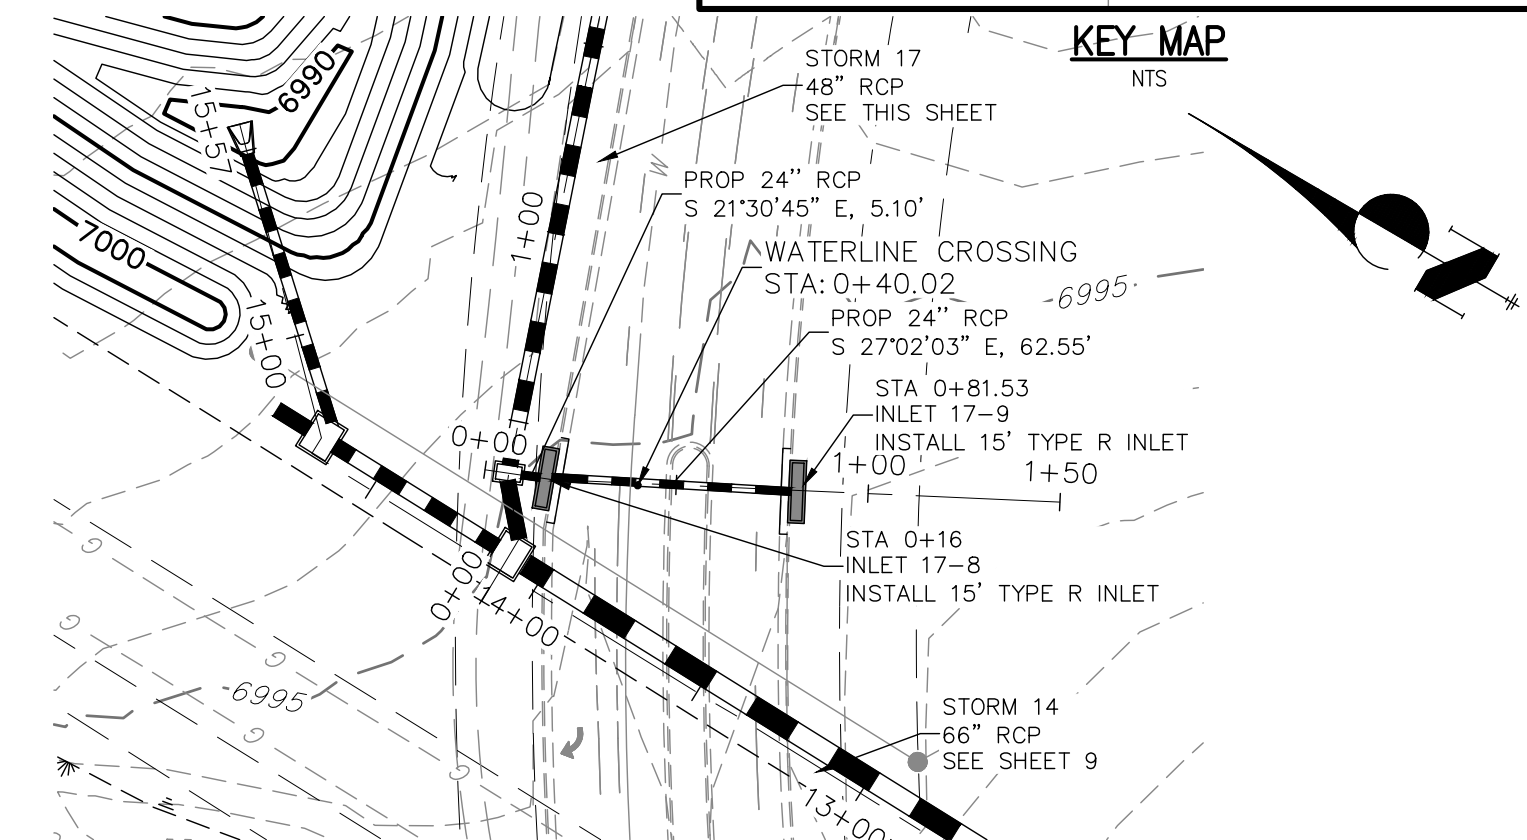 KEY MAP
NTS
STORM 17
48" RCP
SEE THIS SHEET
6990
15+57
PROP 24" RCP
S 21°30'45" E, 5.10'
W
1+00
7000
WATERLINE CROSSING
STA: 0+40.02
6995
PROP 24" RCP
S 27°02'03" E, 62.55'
15+00
STA 0+81.53
INLET 17-9
INSTALL 15' TYPE R INLET
0+00
1+00
1+50
STA 0+16
INLET 17-8
INSTALL 15' TYPE R INLET
G
0+00
14+00
G
G
6995
G
G
STORM 14
66" RCP
SEE SHEET 9
13+00